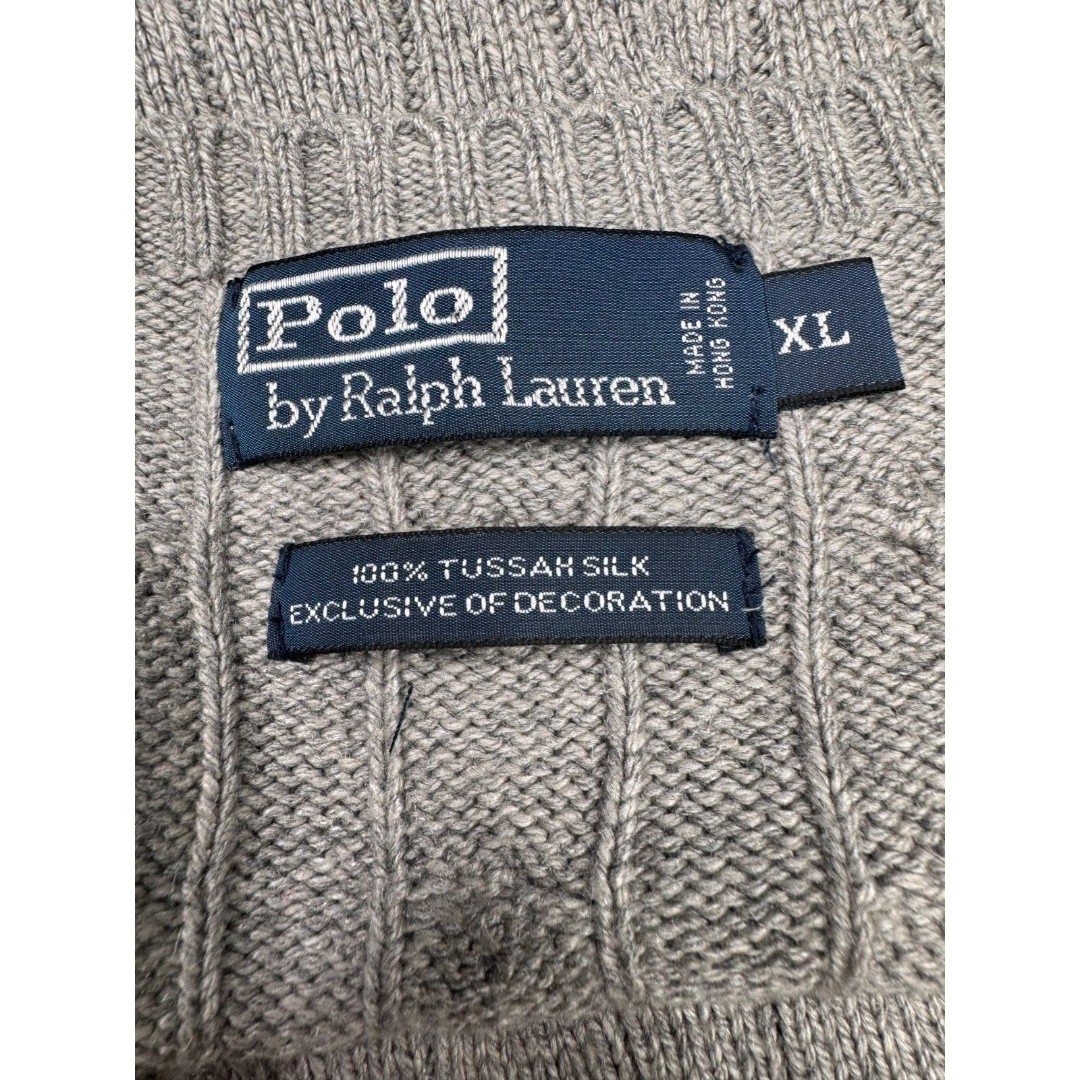 Polo
by Ralph Lauren
MADE IN
HONG KONG
XL
100% TUSSAH SILK
EXCLUSIVE OF DECORATION